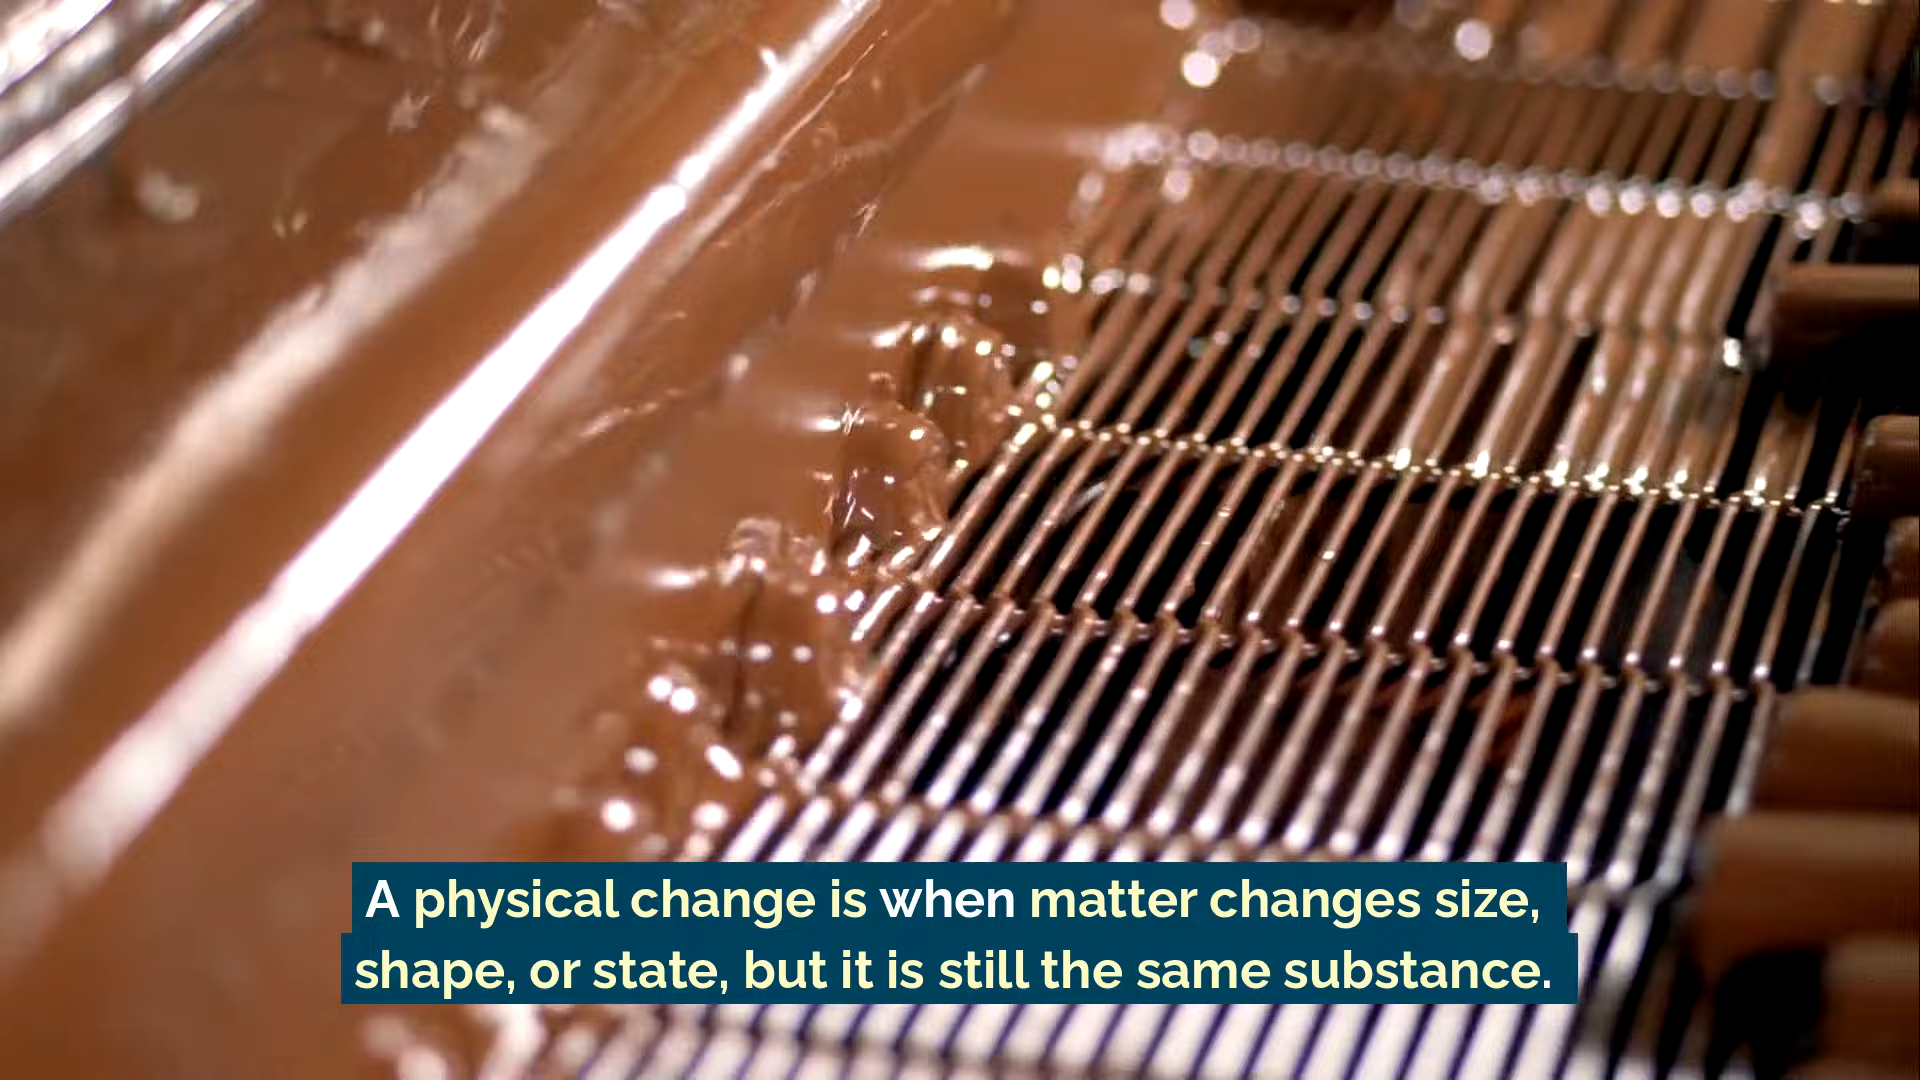 A physical change is when matter changes size,
shape, or state, but it is still the same substance.